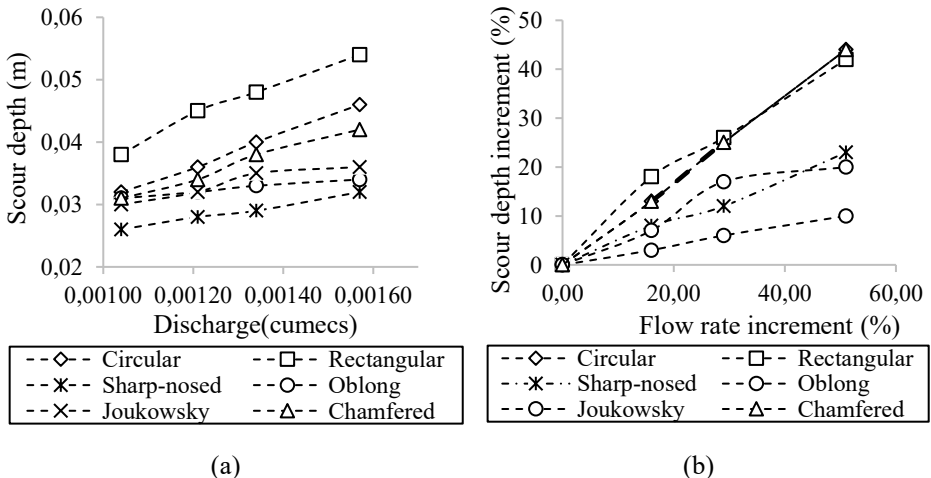 Scour depth (m)
0,06
0,05
0,04
0,03
0,02
0,00100 0,00120 0,00140 0,00160
Discharge(cumecs)
Circular Rectangular
Sharp-nosed Oblong
Joukowsky Chamfered
(a)
Scour depth increment (%)
50
40
30
20
10
0
0,00 20,00 40,00 60,00
Flow rate increment (%)
Circular Rectangular
Sharp-nosed Oblong
Joukowsky Chamfered
(b)